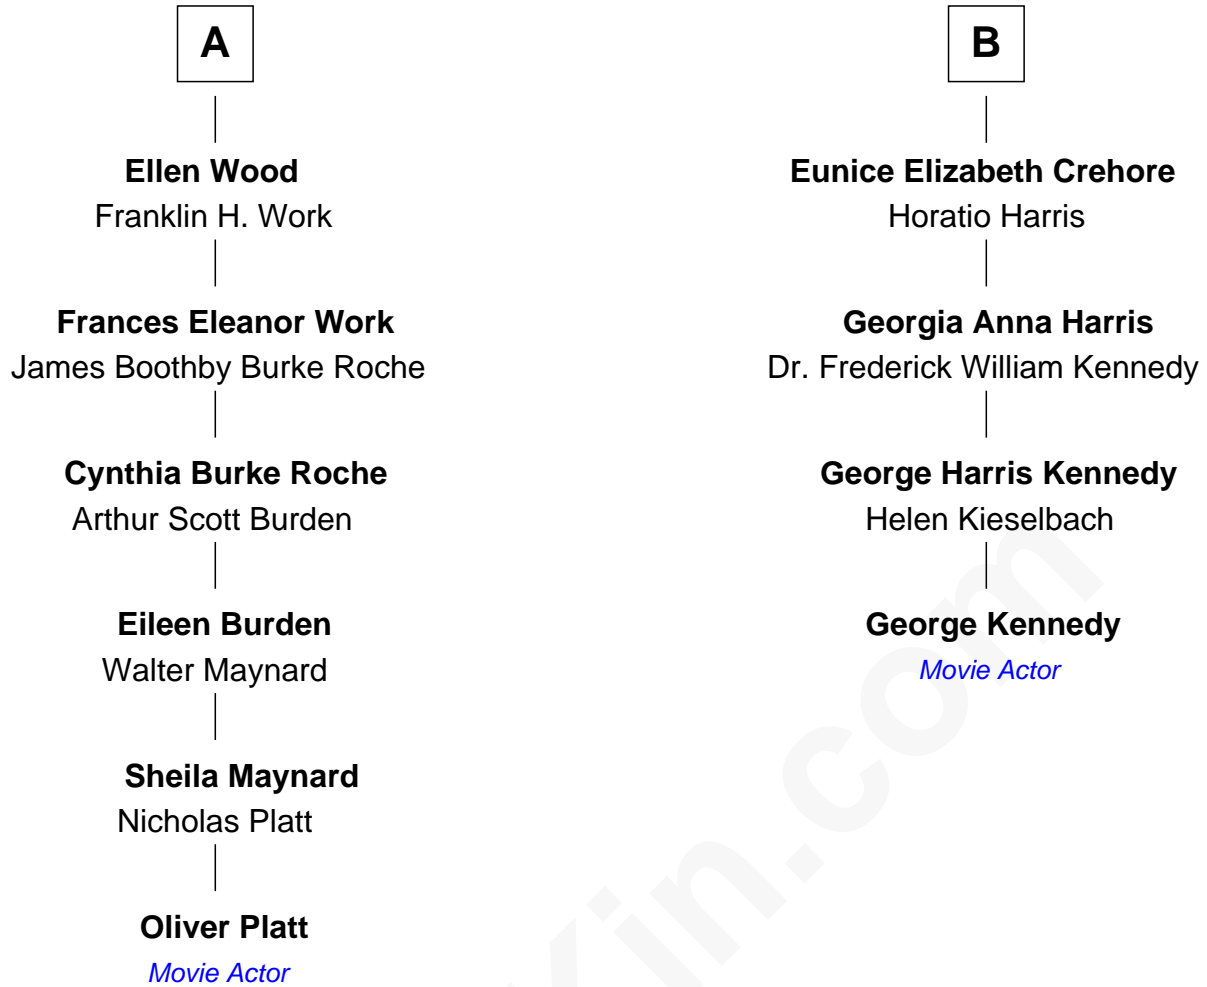 A
Ellen Wood
Franklin H. Work
Frances Eleanor Work
James Boothby Burke Roche
Cynthia Burke Roche
Arthur Scott Burden
Eileen Burden
Walter Maynard
Sheila Maynard
Nicholas Platt
Oliver Platt
Movie Actor
B
Eunice Elizabeth Crehore
Horatio Harris
Georgia Anna Harris
Dr. Frederick William Kennedy
George Harris Kennedy
Helen Kieselbach
George Kennedy
Movie Actor
Kin.com